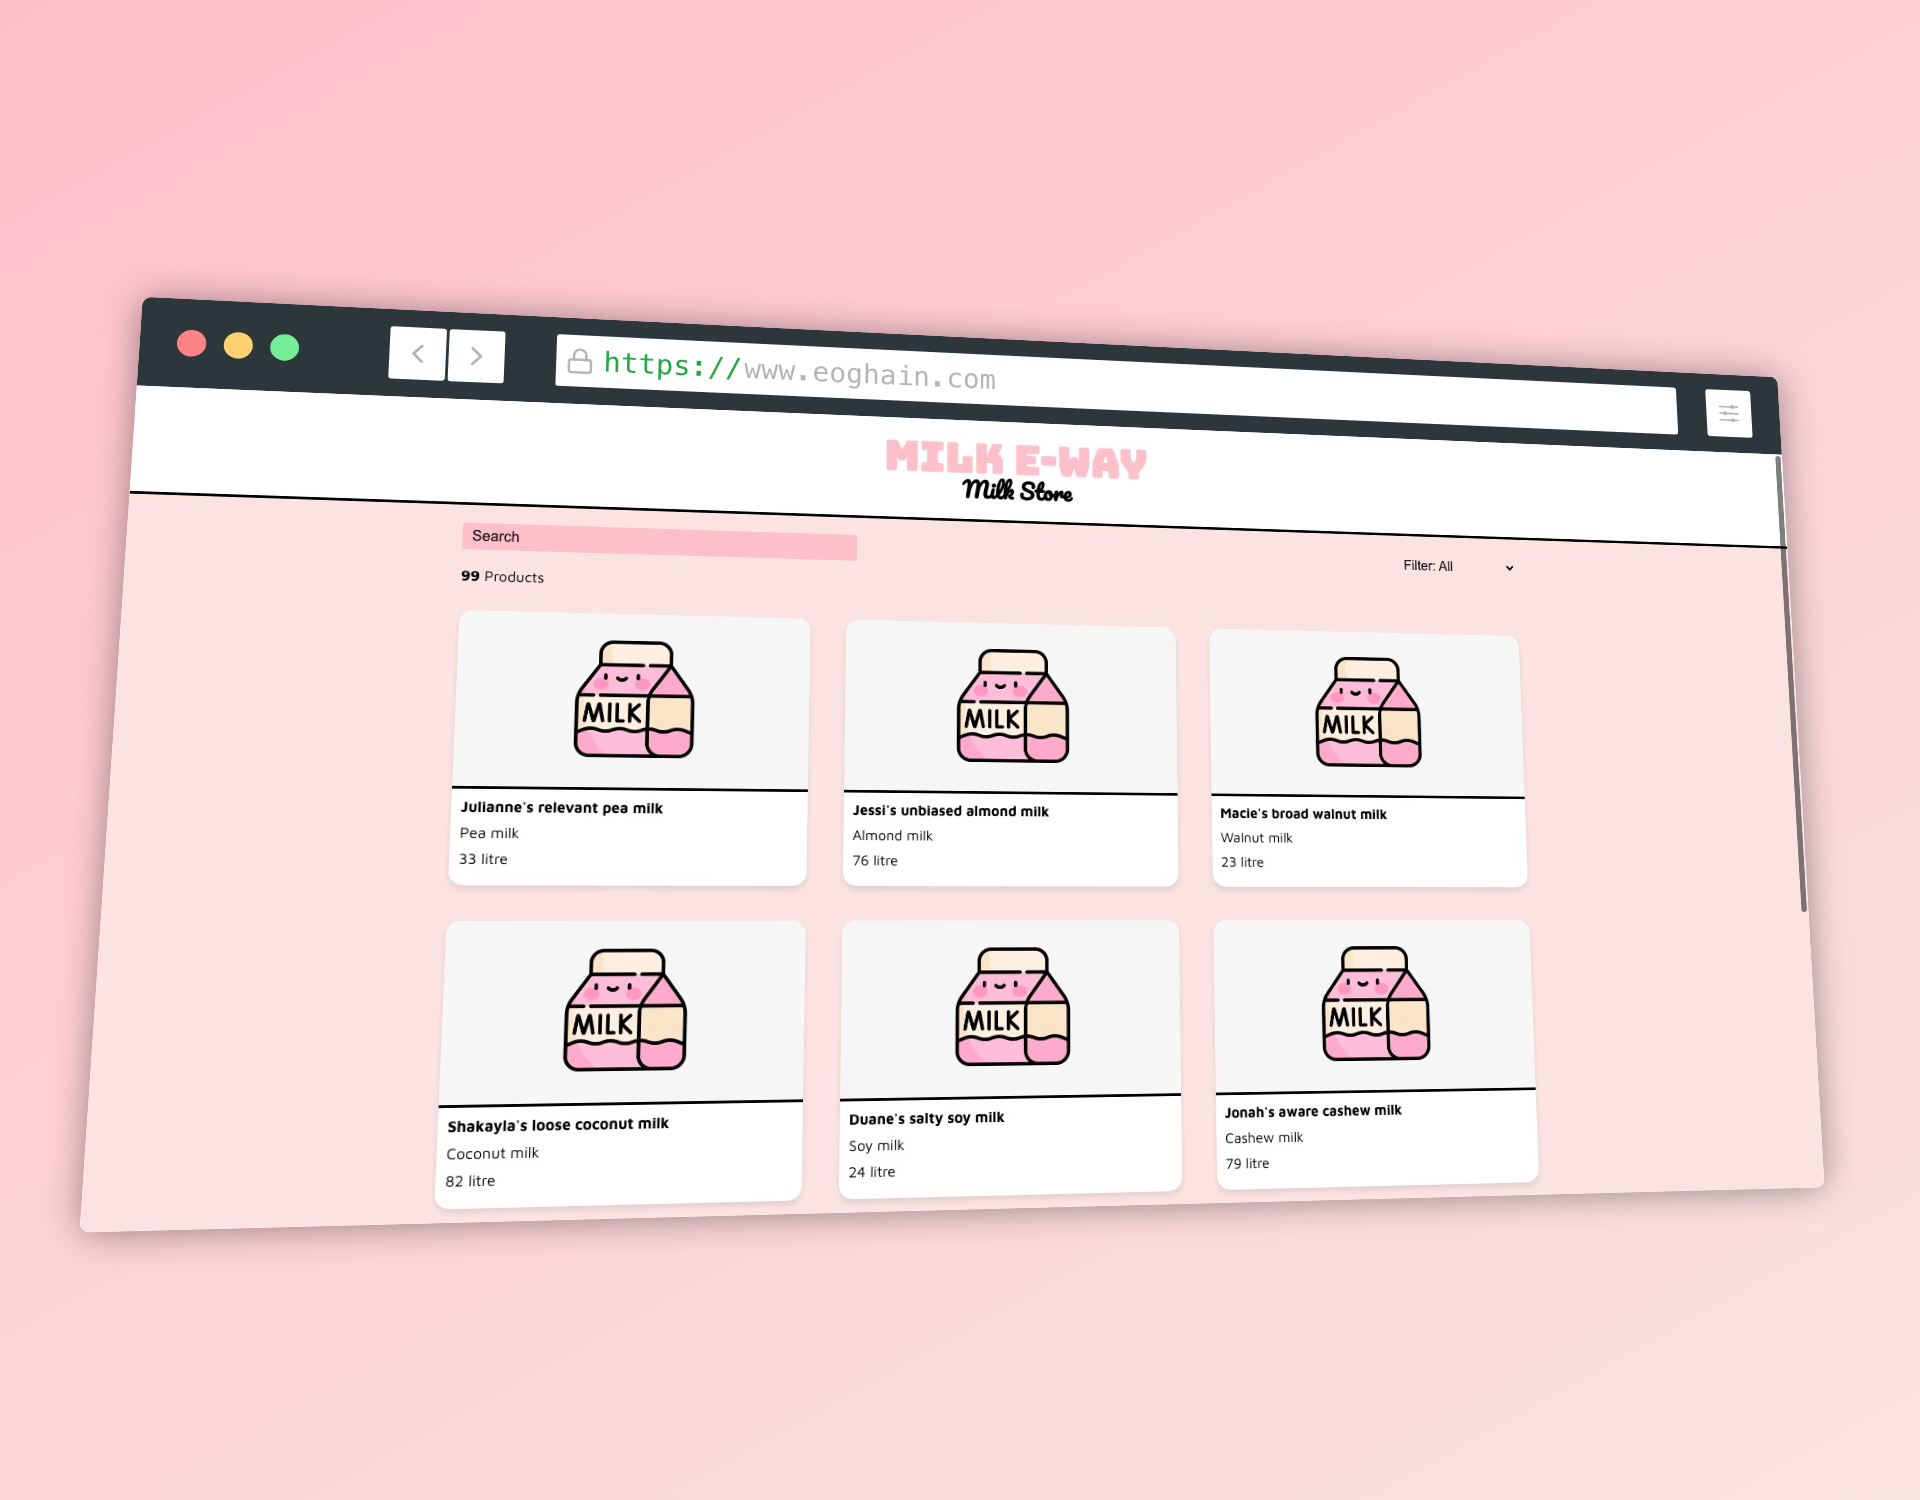 https://www.eoghain.com
MILK E-WAY
Milk Store
Search
Filter: All
99 Products
MILK
MILK
MILK
Julianne's relevant pea milk
Pea milk
33 litre
Jessi's unbiased almond milk
Almond milk
76 litre
Macie's broad walnut milk
Walnut milk
23 litre
MILK
MILK
MILK
Shakayla's loose coconut milk
Coconut milk
82 litre
Duane's salty soy milk
Soy milk
24 litre
Jonah's aware cashew milk
Cashew milk
79 litre